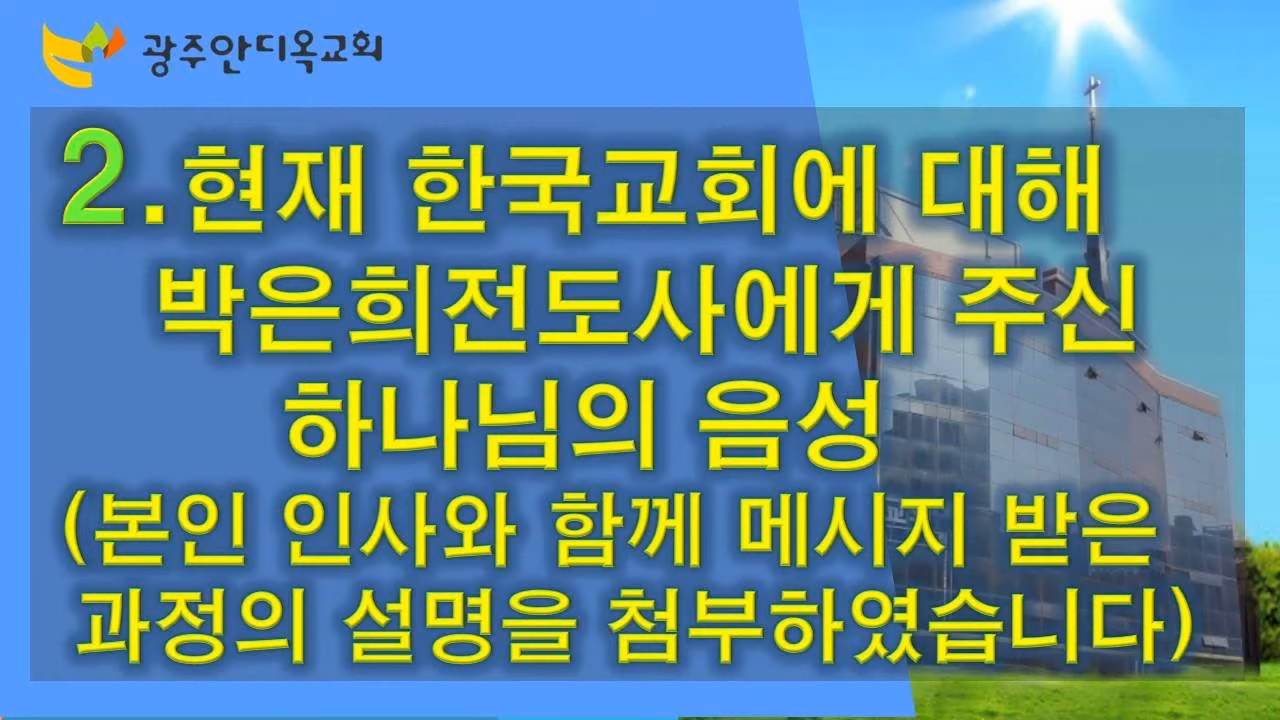 광주안디옥교회
2.현재 한국교회에 대해
박은희전도사에게 주신
하나님의 음성
(본인 인사와 함께 메시지 받은
과정의 설명을 첨부하였습니다)